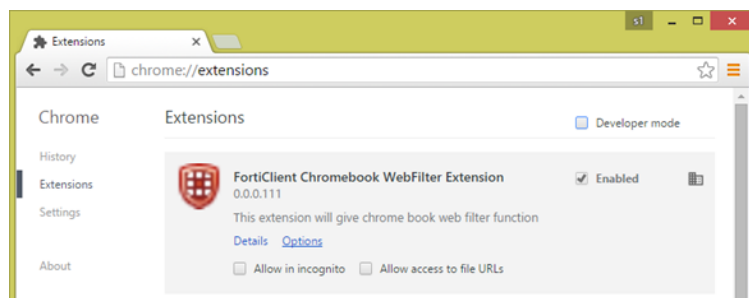 s1
Extensions
chrome://extensions
Chrome
Extensions
Developer mode
History
Extensions
Settings
About
FortiClient Chromebook WebFilter Extension
Enabled
0.0.0.111
This extension will give chrome book web filter function
Details Options
Allow in incognito Allow access to file URLs